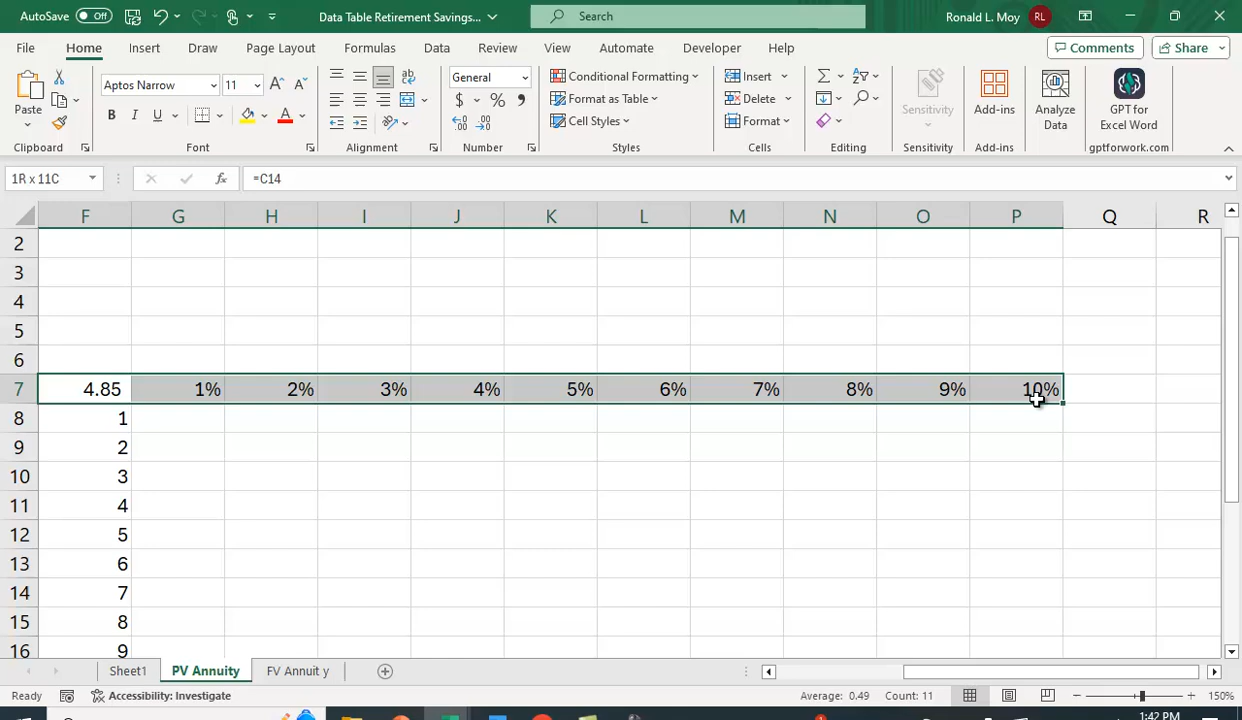 AutoSave Off Data Table Retirement Savings... Search Ronald L. Moy RL
File Home Insert Draw Page Layout Formulas Data Review View Automate Developer Help Comments Share
Paste Aptos Narrow 11 A A ab General Conditional Formatting Insert Σ Sensitivity Add-ins Analyze Data GPT for Excel Word
B I U A $ % , Format as Table Delete
Cell Styles Format
Clipboard Font Alignment Number Styles Cells Editing Sensitivity Add-ins gptforwork.com
1R x 11C fx =C14
F G H I J K L M N O P Q R
2
3
4
5
6
7 4.85 1% 2% 3% 4% 5% 6% 7% 8% 9% 10%
8 1
9 2
10 3
11 4
12 5
13 6
14 7
15 8
16 9
Sheet1 PV Annuity FV Annuit y
Ready Accessibility: Investigate Average: 0.49 Count: 11 150%
1:42 PM